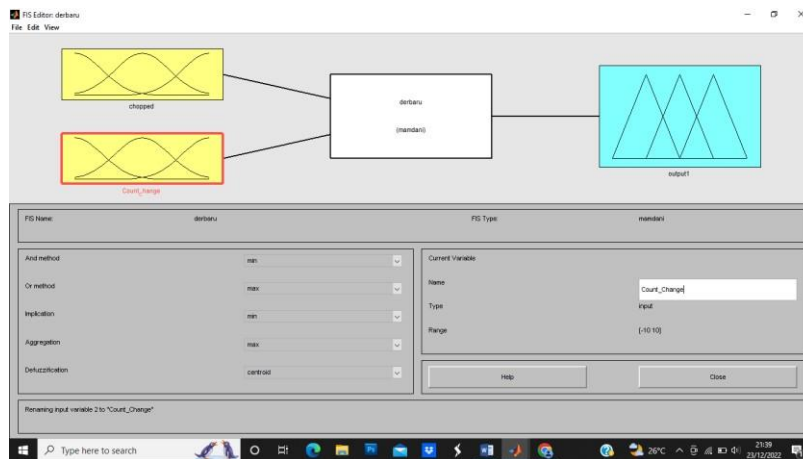 FIS Editor: derbaru
File Edit View
chopped
derbaru
(mamdani)
Count_hange
output1
FIS Name: derbaru FIS Type: mamdani
And method min
Or method max
Implication min
Aggregation max
Defuzzification centroid
Current Variable
Name Count_Change
Type input
Range [-10 10]
Help Close
Renaming input variable 2 to "Count_Change"
Type here to search
26°C
21:39
23/12/2022